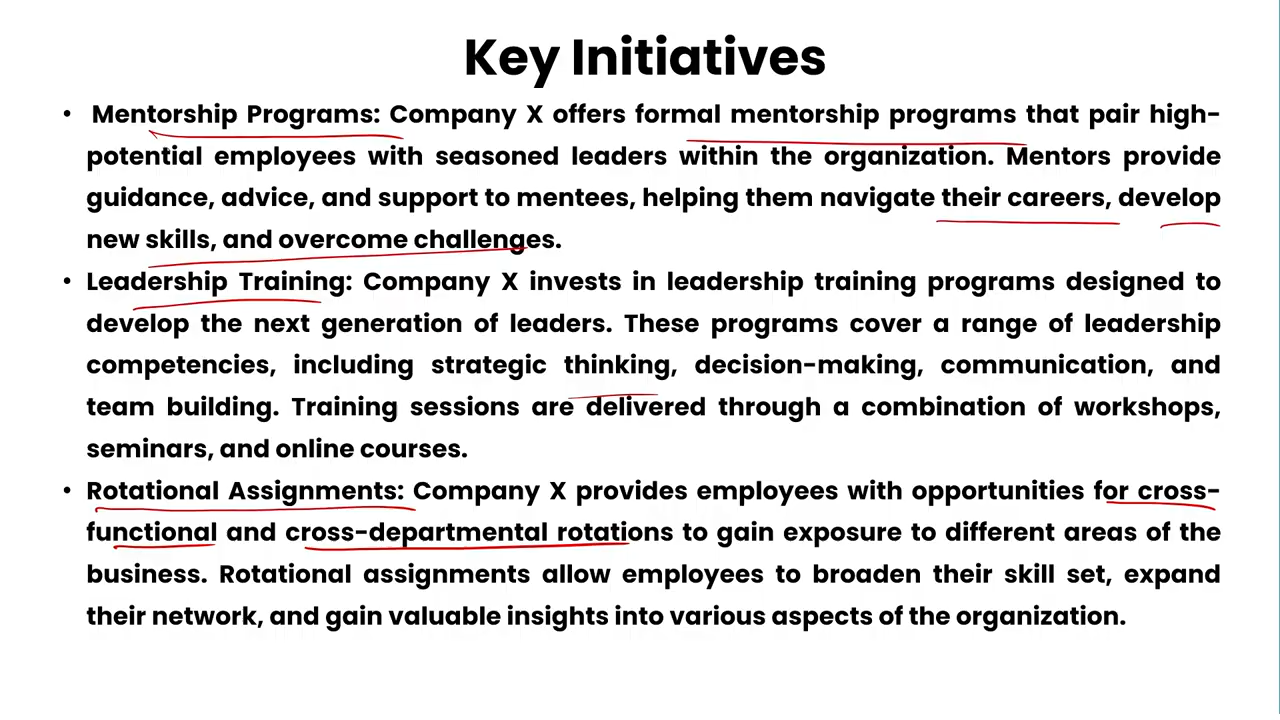 Key Initiatives
• Mentorship Programs: Company X offers formal mentorship programs that pair high-
potential employees with seasoned leaders within the organization. Mentors provide
guidance, advice, and support to mentees, helping them navigate their careers, develop
new skills, and overcome challenges.
• Leadership Training: Company X invests in leadership training programs designed to
develop the next generation of leaders. These programs cover a range of leadership
competencies, including strategic thinking, decision-making, communication, and
team building. Training sessions are delivered through a combination of workshops,
seminars, and online courses.
• Rotational Assignments: Company X provides employees with opportunities for cross-
functional and cross-departmental rotations to gain exposure to different areas of the
business. Rotational assignments allow employees to broaden their skill set, expand
their network, and gain valuable insights into various aspects of the organization.